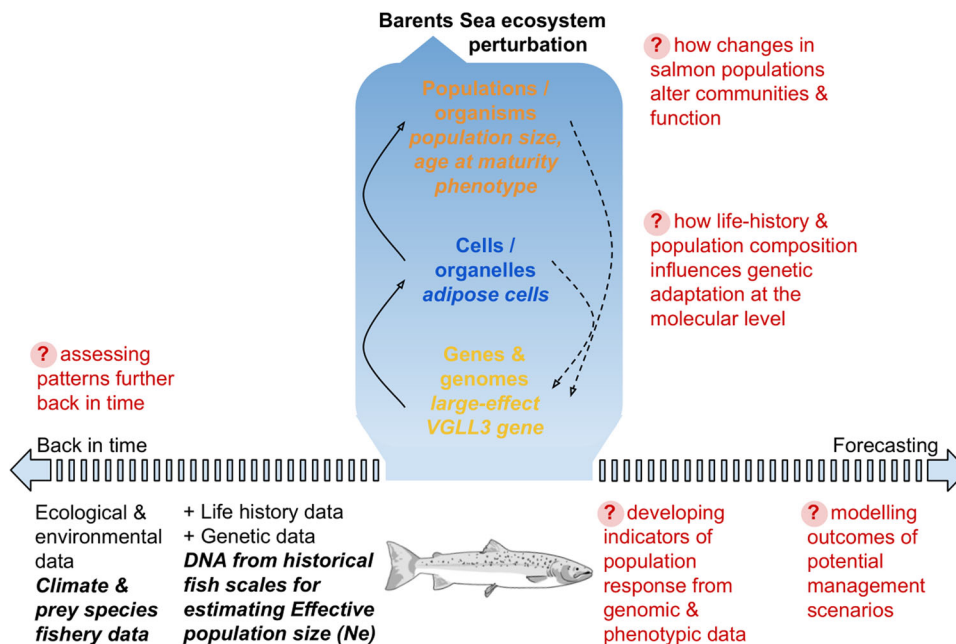 Barents Sea ecosystem
perturbation
? how changes in
salmon populations
alter communities &
function
Populations /
organisms
population size,
age at maturity
phenotype
? how life-history &
population composition
influences genetic
adaptation at the
molecular level
Cells /
organelles
adipose cells
? assessing
patterns further
back in time
Genes &
genomes
large-effect
VGLL3 gene
Back in time
Forecasting
Ecological &
environmental
data
Climate &
prey species
fishery data
+ Life history data
+ Genetic data
DNA from historical
fish scales for
estimating Effective
population size (Ne)
? developing
indicators of
population
response from
genomic &
phenotypic data
? modelling
outcomes of
potential
management
scenarios